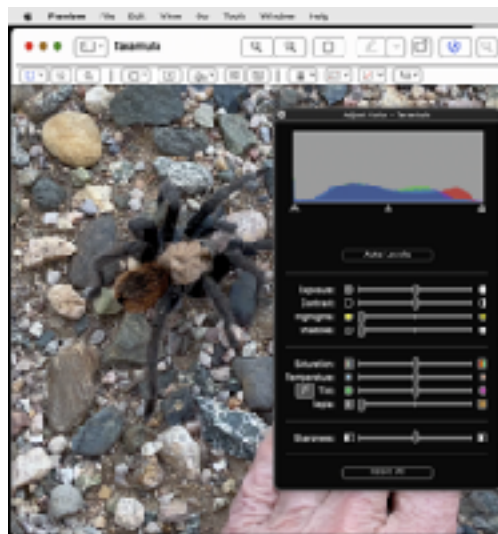 Preview File Edit View Go Tools Window Help
tarantula
Adjust Color - Tarantula
Auto Levels
Exposure:
Contrast:
Highlights:
Shadows:
Saturation:
Temperature:
Tint:
Sepia:
Sharpness:
Reset All